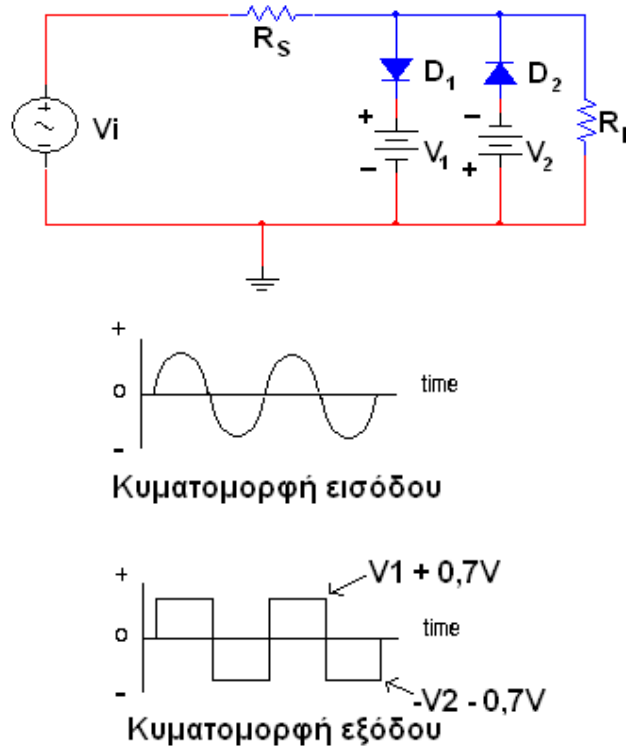 R S
D 1
D 2
+
-
Vi
+
V 1
-
-
V 2
+
~
+
-
+
o
time
-
Κυματομορφή εισόδου
+
V1 + 0,7V
o
time
-
-V2 - 0,7V
Κυματομορφή εξόδου